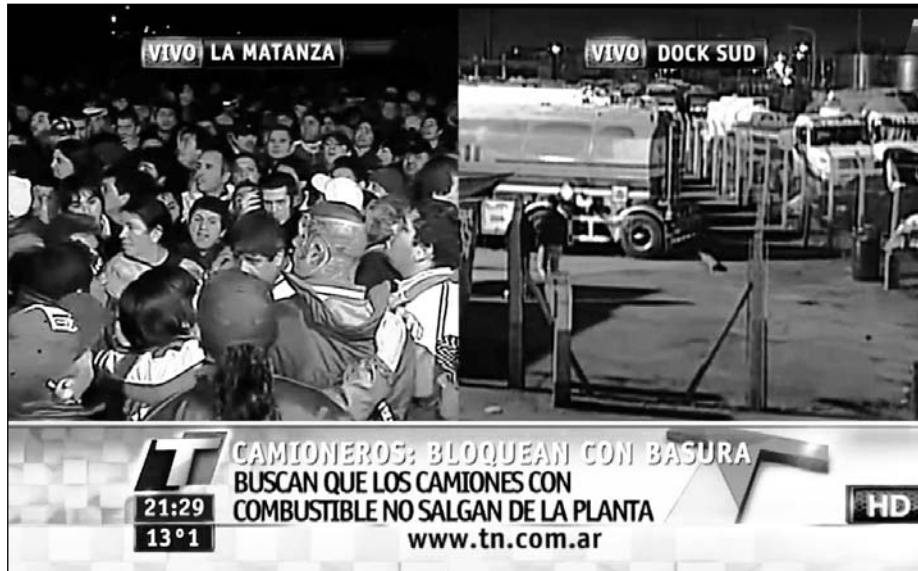 VIVO LA MATANZA
VIVO DOCK SUD
T
CAMIONEROS: BLOQUEAN CON BASURA
BUSCAN QUE LOS CAMIONES CON
COMBUSTIBLE NO SALGAN DE LA PLANTA
21:29
13°1
www.tn.com.ar
HD